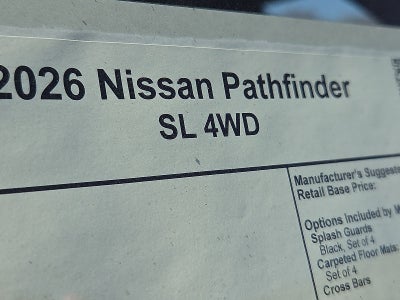 2026 Nissan Pathfinder
SL 4WD
Manufacturer's Suggeste
Retail Base Price:
Options Included by M
Splash Guards
Black, Set of 4
Carpeted Floor Mats:
Set of 4
Cross Bars